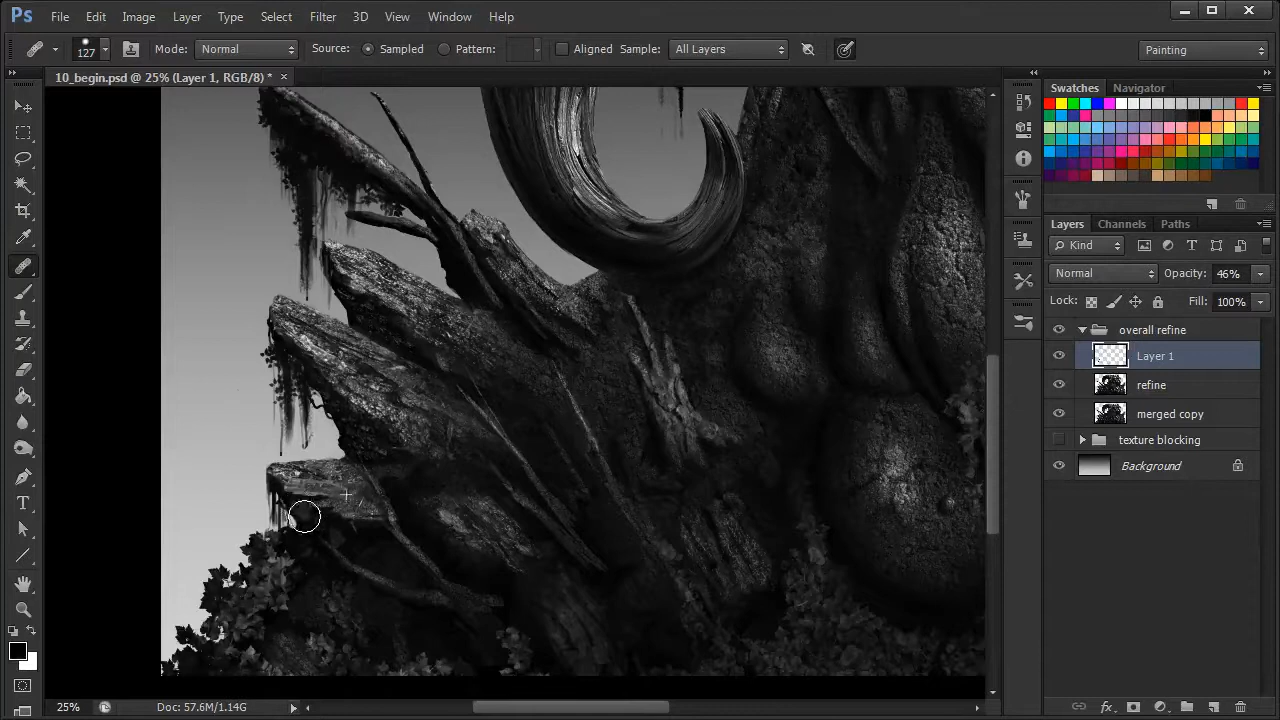 Ps File Edit Image Layer Type Select Filter 3D View Window Help
127 Mode: Normal Source: Sampled Pattern: Aligned Sample: All Layers Painting
10_begin.psd @ 25% (Layer 1, RGB/8) *
Swatches Navigator
Layers Channels Paths
Kind
Normal Opacity: 46%
Lock: Fill: 100%
overall refine
Layer 1
refine
merged copy
texture blocking
Background
fx
25% Doc: 57.6M/1.14G